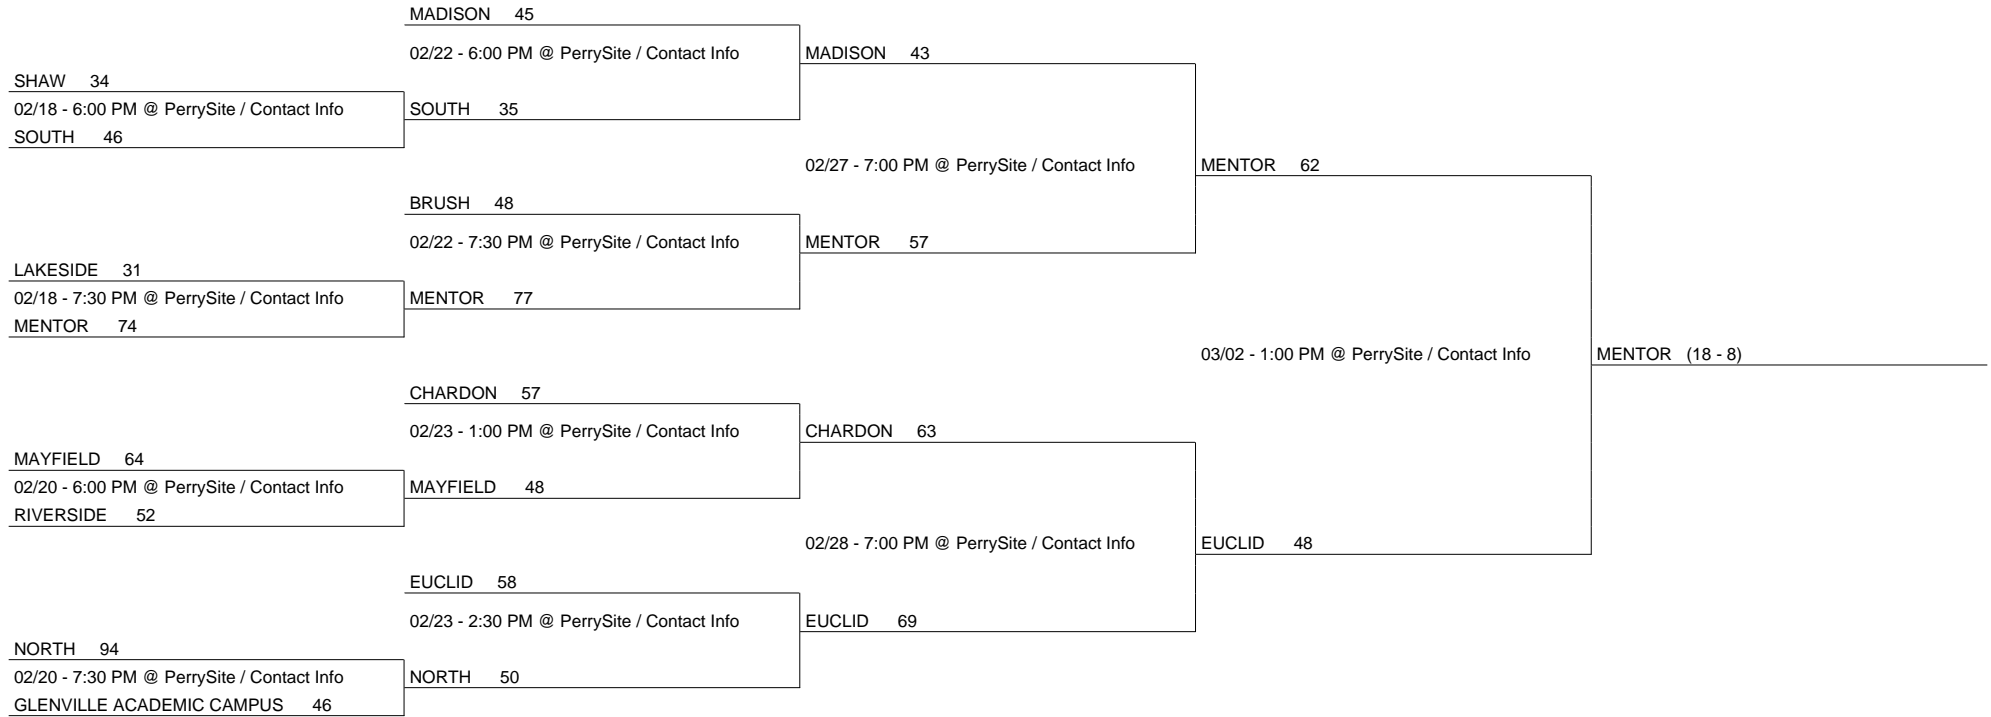 MADISON 45
02/22 - 6:00 PM @ PerrySite / Contact Info
MADISON 43
SHAW 34
02/18 - 6:00 PM @ PerrySite / Contact Info
SOUTH 35
SOUTH 46
02/27 - 7:00 PM @ PerrySite / Contact Info
MENTOR 62
BRUSH 48
02/22 - 7:30 PM @ PerrySite / Contact Info
MENTOR 57
LAKESIDE 31
02/18 - 7:30 PM @ PerrySite / Contact Info
MENTOR 77
MENTOR 74
03/02 - 1:00 PM @ PerrySite / Contact Info
MENTOR (18 - 8)
CHARDON 57
02/23 - 1:00 PM @ PerrySite / Contact Info
CHARDON 63
MAYFIELD 64
02/20 - 6:00 PM @ PerrySite / Contact Info
MAYFIELD 48
RIVERSIDE 52
02/28 - 7:00 PM @ PerrySite / Contact Info
EUCLID 48
EUCLID 58
02/23 - 2:30 PM @ PerrySite / Contact Info
EUCLID 69
NORTH 94
02/20 - 7:30 PM @ PerrySite / Contact Info
NORTH 50
GLENVILLE ACADEMIC CAMPUS 46